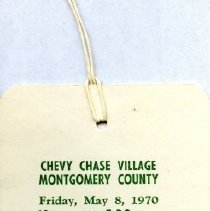 CHEVY CHASE VILLAGE
MONTGOMERY COUNTY
Friday, May 8, 1970